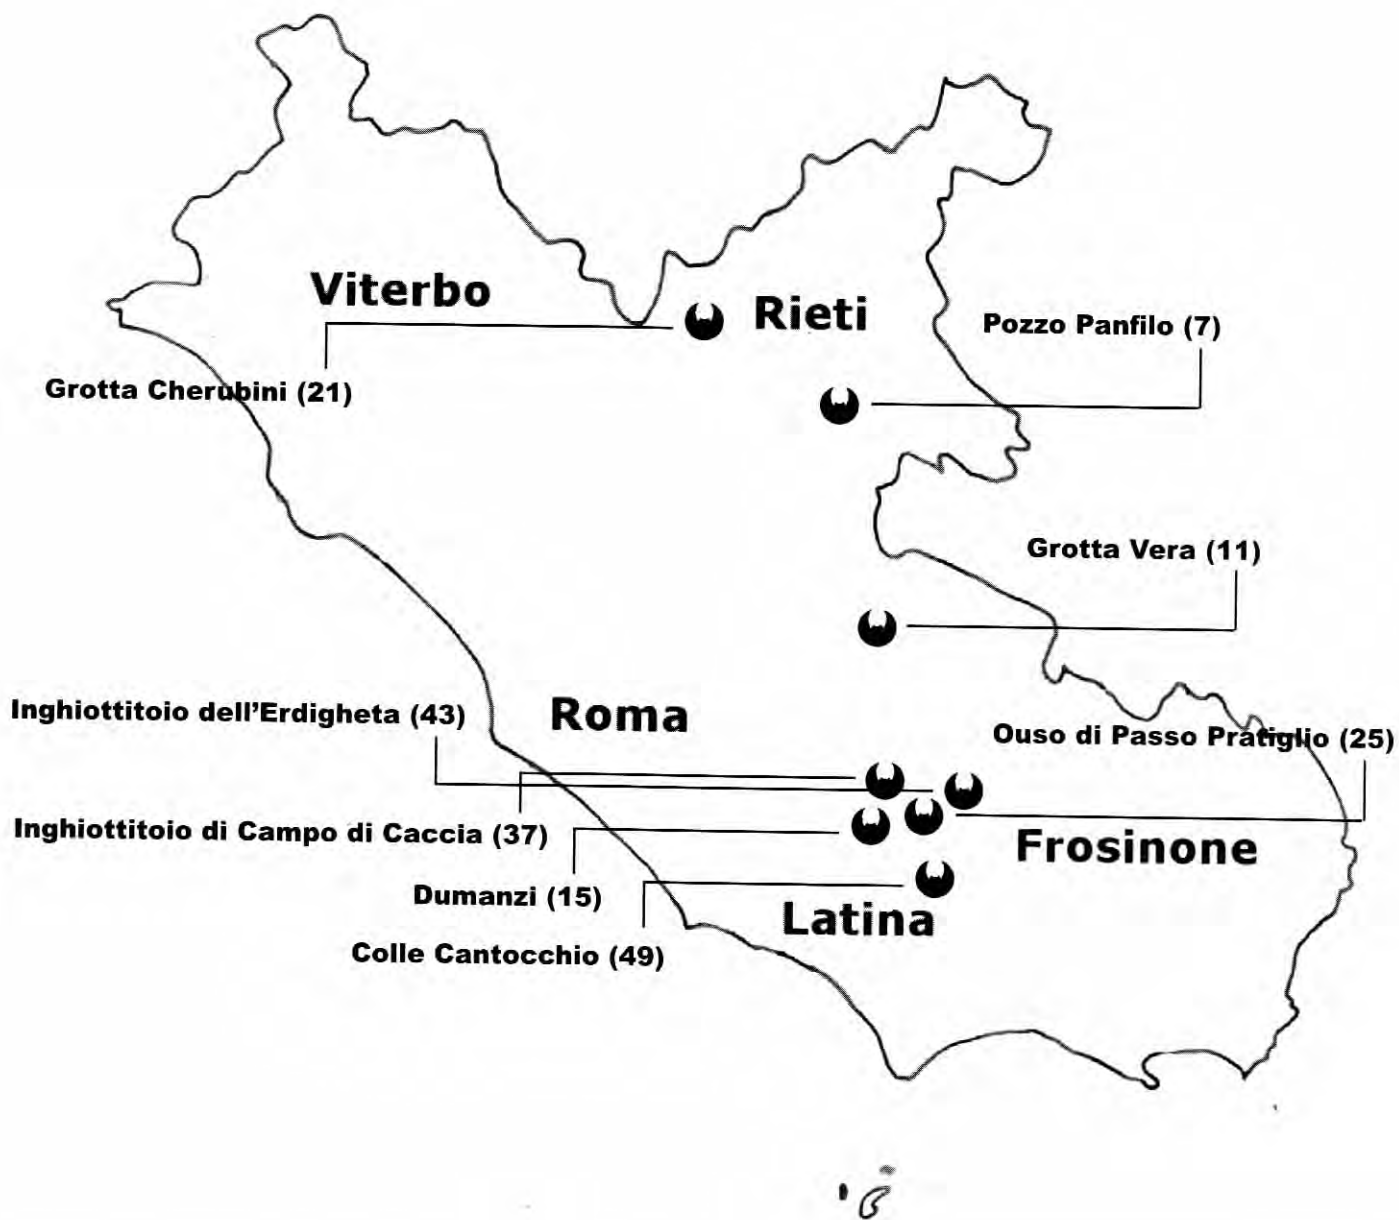 Viterbo
Rieti
Pozzo Panfilo (7)
Grotta Cherubini (21)
Grotta Vera (11)
Inghiottitoio dell'Erdigheta (43)
Roma
Ouso di Passo Pratiglio (25)
Inghiottitoio di Campo di Caccia (37)
Frosinone
Dumanzi (15)
Latina
Colle Cantocchio (49)